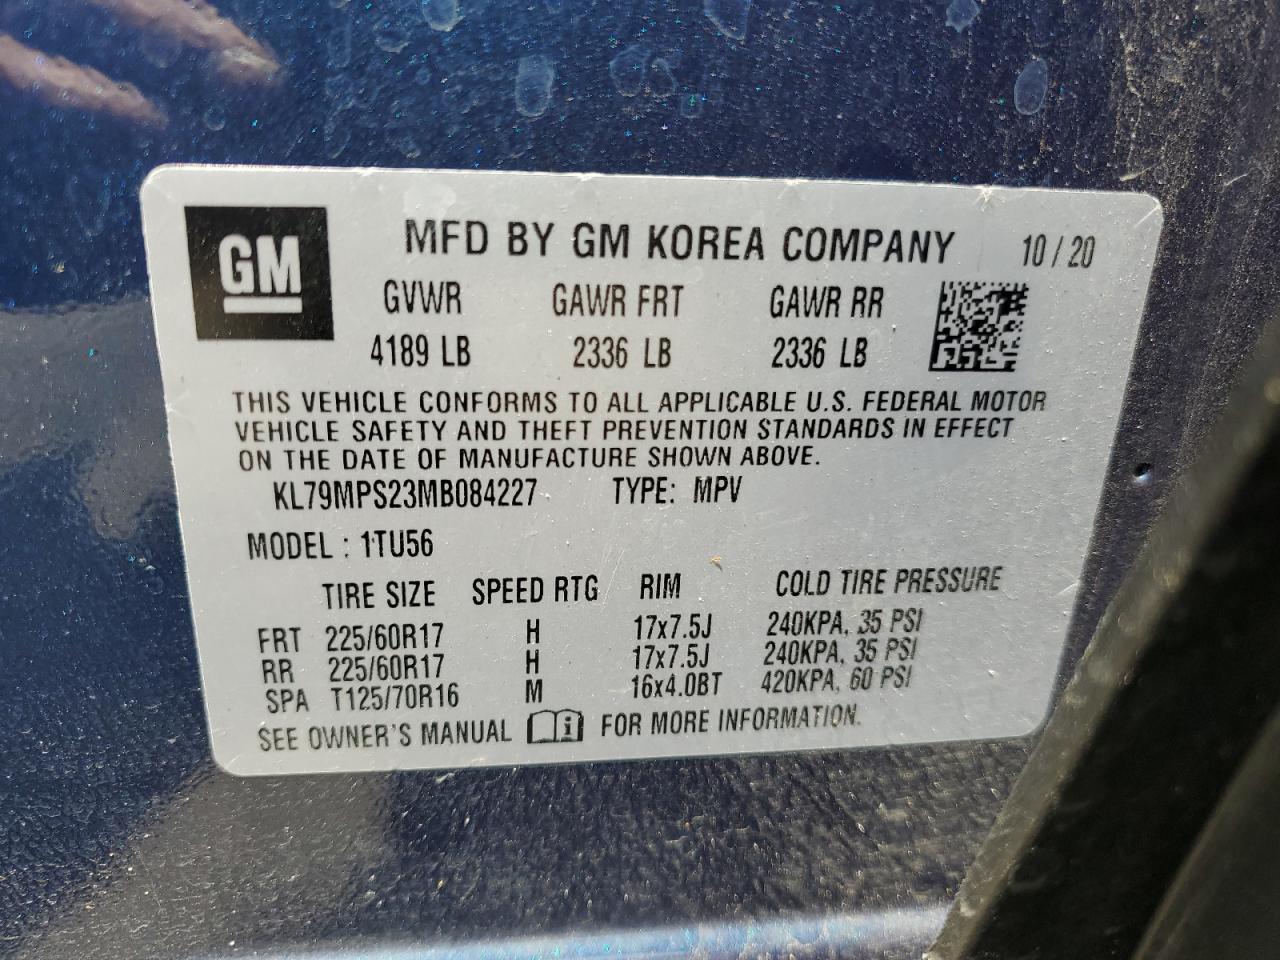 GM
MFD BY GM KOREA COMPANY 10 / 20
GVWR GAWR FRT GAWR RR
4189 LB 2336 LB 2336 LB
THIS VEHICLE CONFORMS TO ALL APPLICABLE U.S. FEDERAL MOTOR
VEHICLE SAFETY AND THEFT PREVENTION STANDARDS IN EFFECT
ON THE DATE OF MANUFACTURE SHOWN ABOVE.
KL79MPS23MB084227 TYPE: MPV
MODEL : 1TU56
TIRE SIZE SPEED RTG RIM COLD TIRE PRESSURE
FRT 225/60R17 H 17x7.5J 240KPA, 35 PSI
RR 225/60R17 H 17x7.5J 240KPA, 35 PSI
SPA T125/70R16 M 16x4.0BT 420KPA, 60 PSI
SEE OWNER'S MANUAL i FOR MORE INFORMATION.